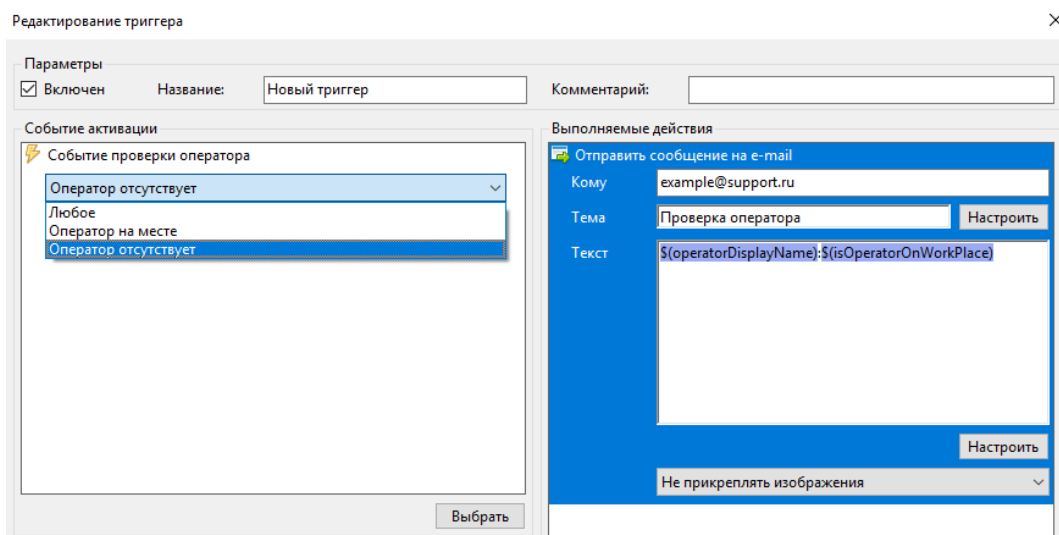 Редактирование триггера
Параметры
Включен Название: Новый триггер Комментарий:
Событие активации
Событие проверки оператора
Оператор отсутствует
Любое
Оператор на месте
Оператор отсутствует
Выбрать
Выполняемые действия
Отправить сообщение на e-mail
Кому example@support.ru
Тема Проверка оператора Настроить
Текст $(operatorDisplayName):$(isOperatorOnWorkPlace)
Настроить
Не прикреплять изображения